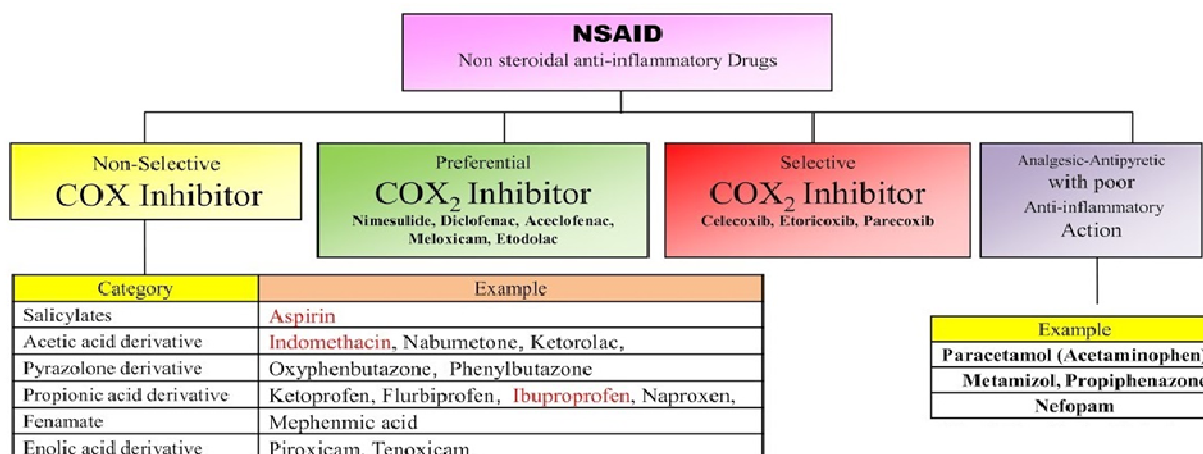 NSAID
Non steroidal anti-inflammatory Drugs
Non-Selective
COX Inhibitor
Preferential
COX₂ Inhibitor
Nimesulide, Diclofenac, Aceclofenac,
Meloxicam, Etodolac
Selective
COX₂ Inhibitor
Celecoxib, Etoricoxib, Parecoxib
Analgesic-Antipyretic
with poor
Anti-inflammatory
Action
Category Example
Salicylates Aspirin
Acetic acid derivative Indomethacin, Nabumetone, Ketorolac,
Pyrazolone derivative Oxyphenbutazone, Phenylbutazone
Propionic acid derivative Ketoprofen, Flurbiprofen, Ibuproprofen, Naproxen,
Fenamate Mephenmic acid
Enolic acid derivative Piroxicam, Tenoxicam
Example
Paracetamol (Acetaminophen)
Metamizol, Propiphenazone
Nefopam